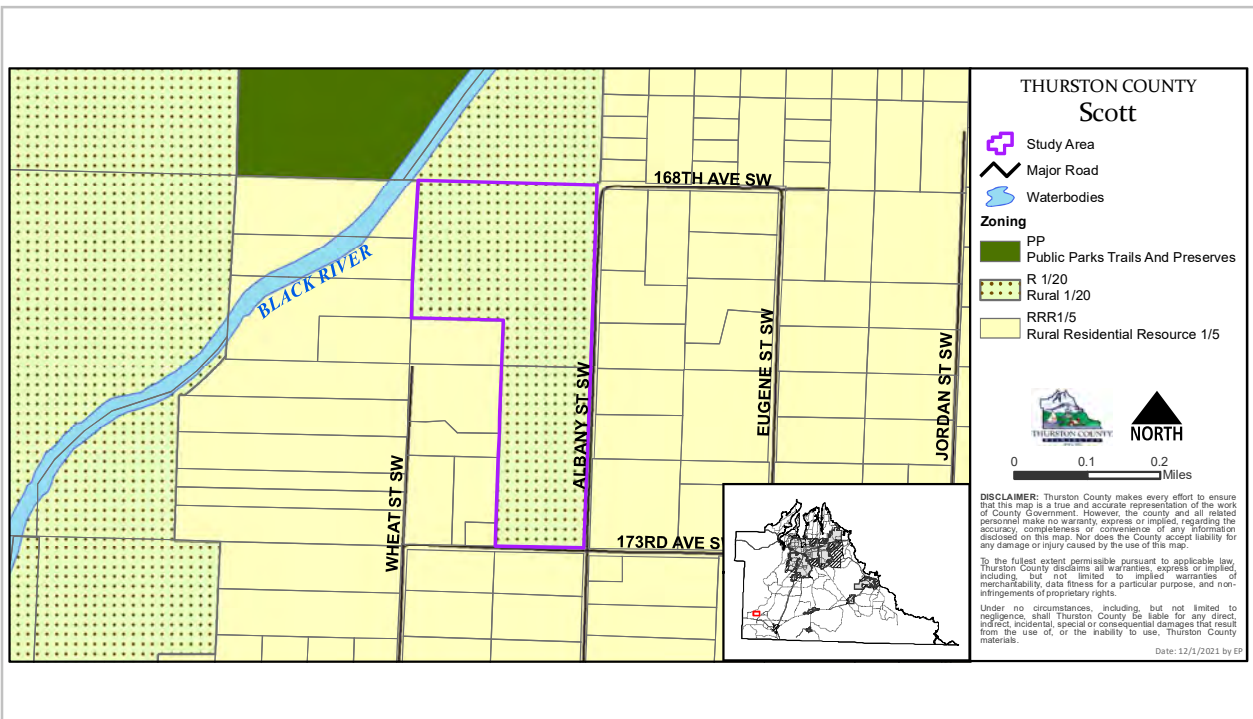 THURSTON COUNTY
Scott
Study Area
Major Road
Waterbodies
Zoning
PP
Public Parks Trails And Preserves
R 1/20
Rural 1/20
RRR1/5
Rural Residential Resource 1/5
THURSTON COUNTY
NORTH
0 0.1 0.2
Miles
DISCLAIMER: Thurston County makes every effort to ensure
that this map is a true and accurate representation of the work
of County Government. However, the county and all related
personnel make no warranty, express or implied, regarding the
accuracy, completeness or convenience of any information
disclosed on this map. Nor does the County accept liability for
any damage or injury caused by the use of this map.
To the fullest extent permissible pursuant to applicable law,
Thurston County disclaims all warranties, express or implied,
including, but not limited to implied warranties of
merchantability, data fitness for a particular purpose, and non-
infringements of proprietary rights.
Under no circumstances, including, but not limited to
negligence, shall Thurston County be liable for any direct,
indirect, incidental, special or consequential damages that result
from the use of, or the inability to use, Thurston County
materials.
Date: 12/1/2021 by EP
168TH AVE SW
BLACK RIVER
WHEAT ST SW
ALBANY ST SW
EUGENE ST SW
JORDAN ST SW
173RD AVE SW